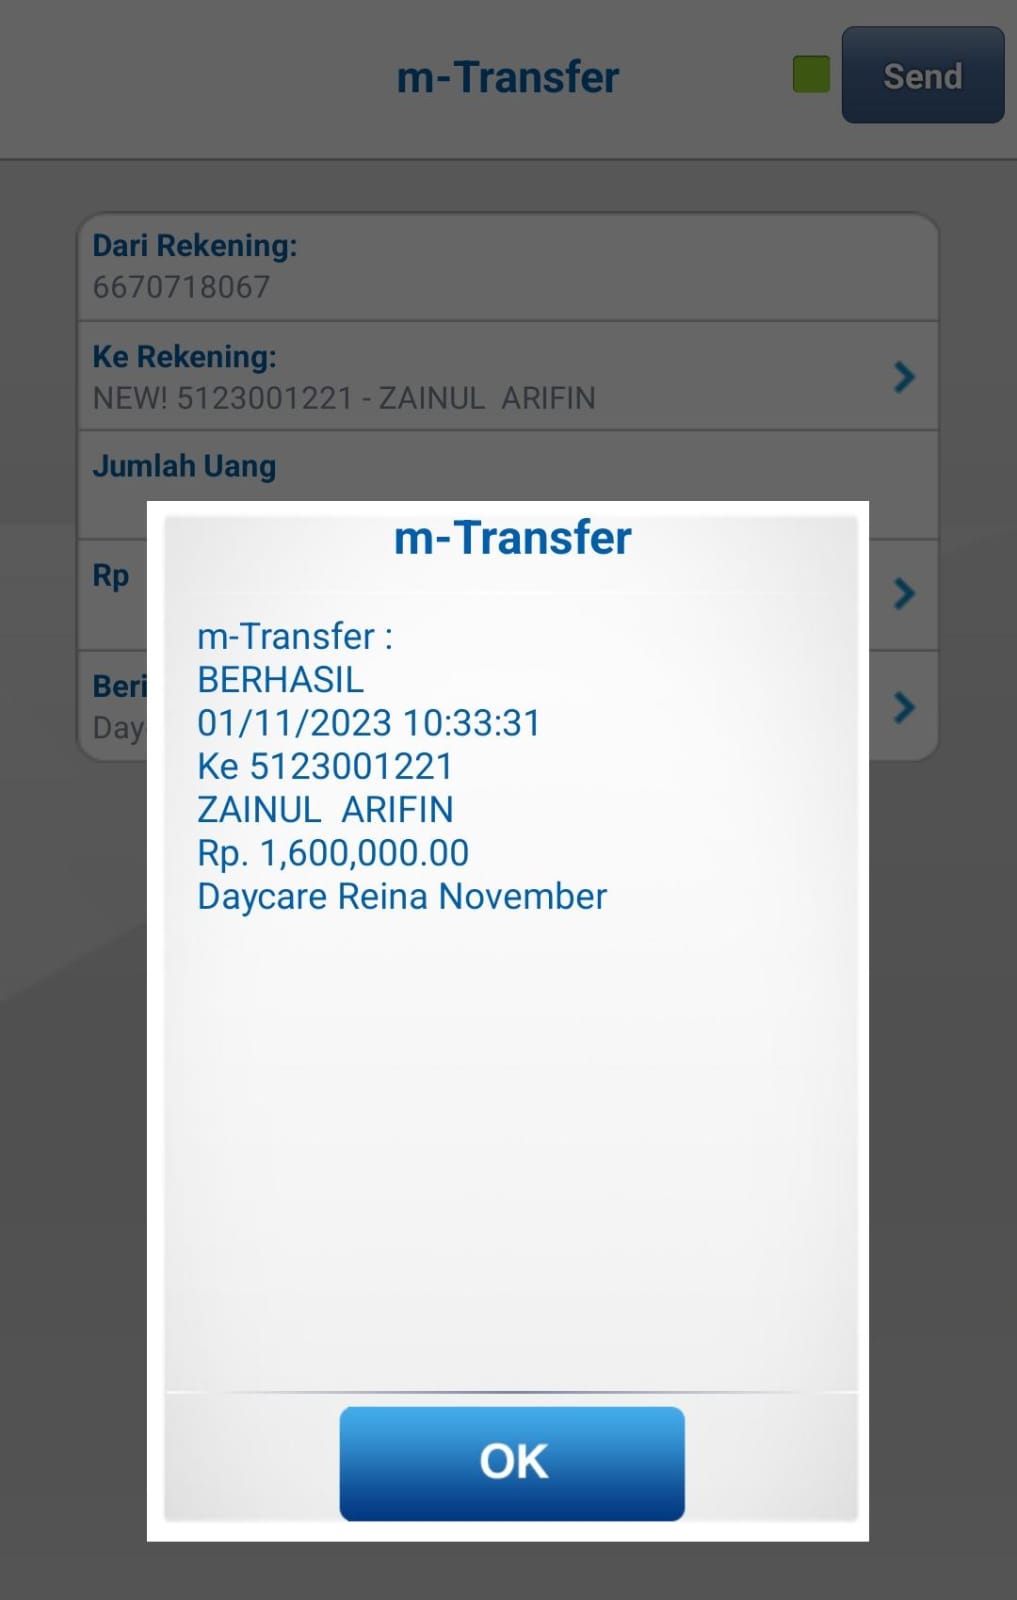 m-Transfer
Send
Dari Rekening:
6670718067
Ke Rekening:
NEW! 5123001221 - ZAINUL  ARIFIN
Jumlah Uang
Rp
Beri
Day
m-Transfer
m-Transfer :
BERHASIL
01/11/2023 10:33:31
Ke 5123001221
ZAINUL  ARIFIN
Rp. 1,600,000.00
Daycare Reina November
OK